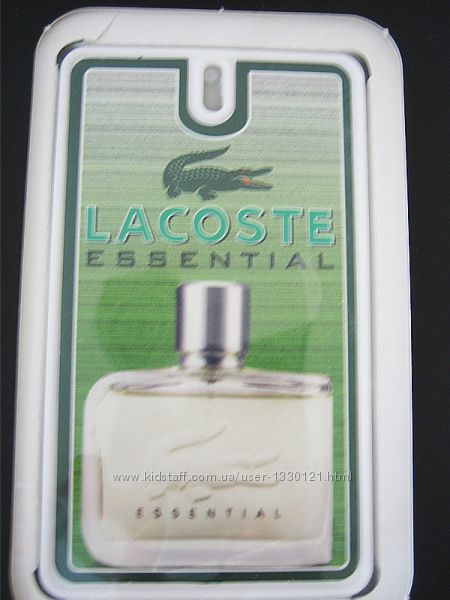 LACOSTE
ESSENTIAL
www.kidstaff.com.ua/user-1330121.html
ESSENTIAL